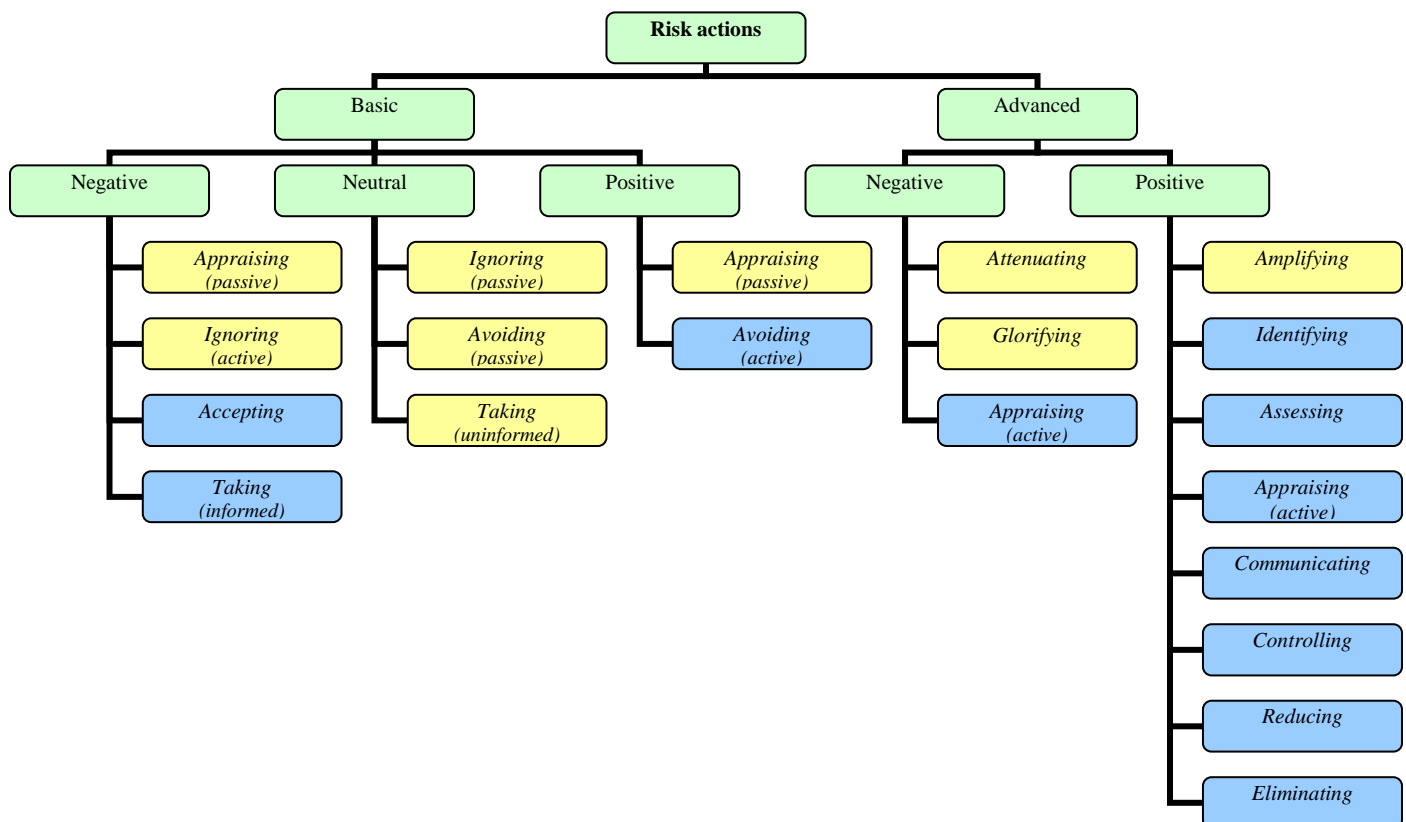 Risk actions
Basic
Advanced
Negative
Neutral
Positive
Negative
Positive
Appraising
(passive)
Ignoring
(active)
Accepting
Taking
(informed)
Ignoring
(passive)
Avoiding
(passive)
Taking
(uninformed)
Appraising
(passive)
Avoiding
(active)
Attenuating
Glorifying
Appraising
(active)
Amplifying
Identifying
Assessing
Appraising
(active)
Communicating
Controlling
Reducing
Eliminating